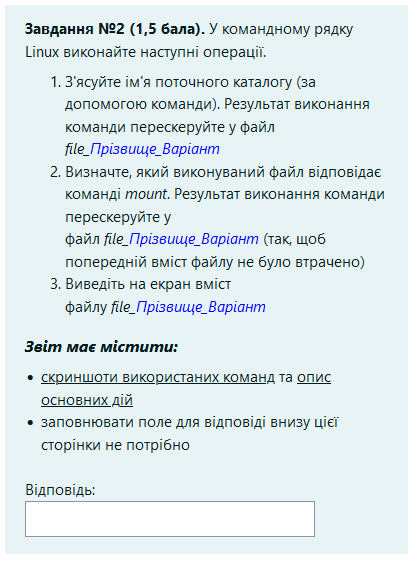 Завдання №2 (1,5 бала). У командному рядку
Linux виконайте наступні операції.
1. З'ясуйте ім'я поточного каталогу (за
допомогою команди). Результат виконання
команди перескеруйте у файл
file_Прізвище_Варіант
2. Визначте, який виконуваний файл відповідає
команді mount. Результат виконання команди
перескеруйте у
файл file_Прізвище_Варіант (так, щоб
попередній вміст файлу не було втрачено)
3. Виведіть на екран вміст
файлу file_Прізвище_Варіант
Звіт має містити:
• скриншоти використаних команд та опис
основних дій
• заповнювати поле для відповіді внизу цієї
сторінки не потрібно
Відповідь: